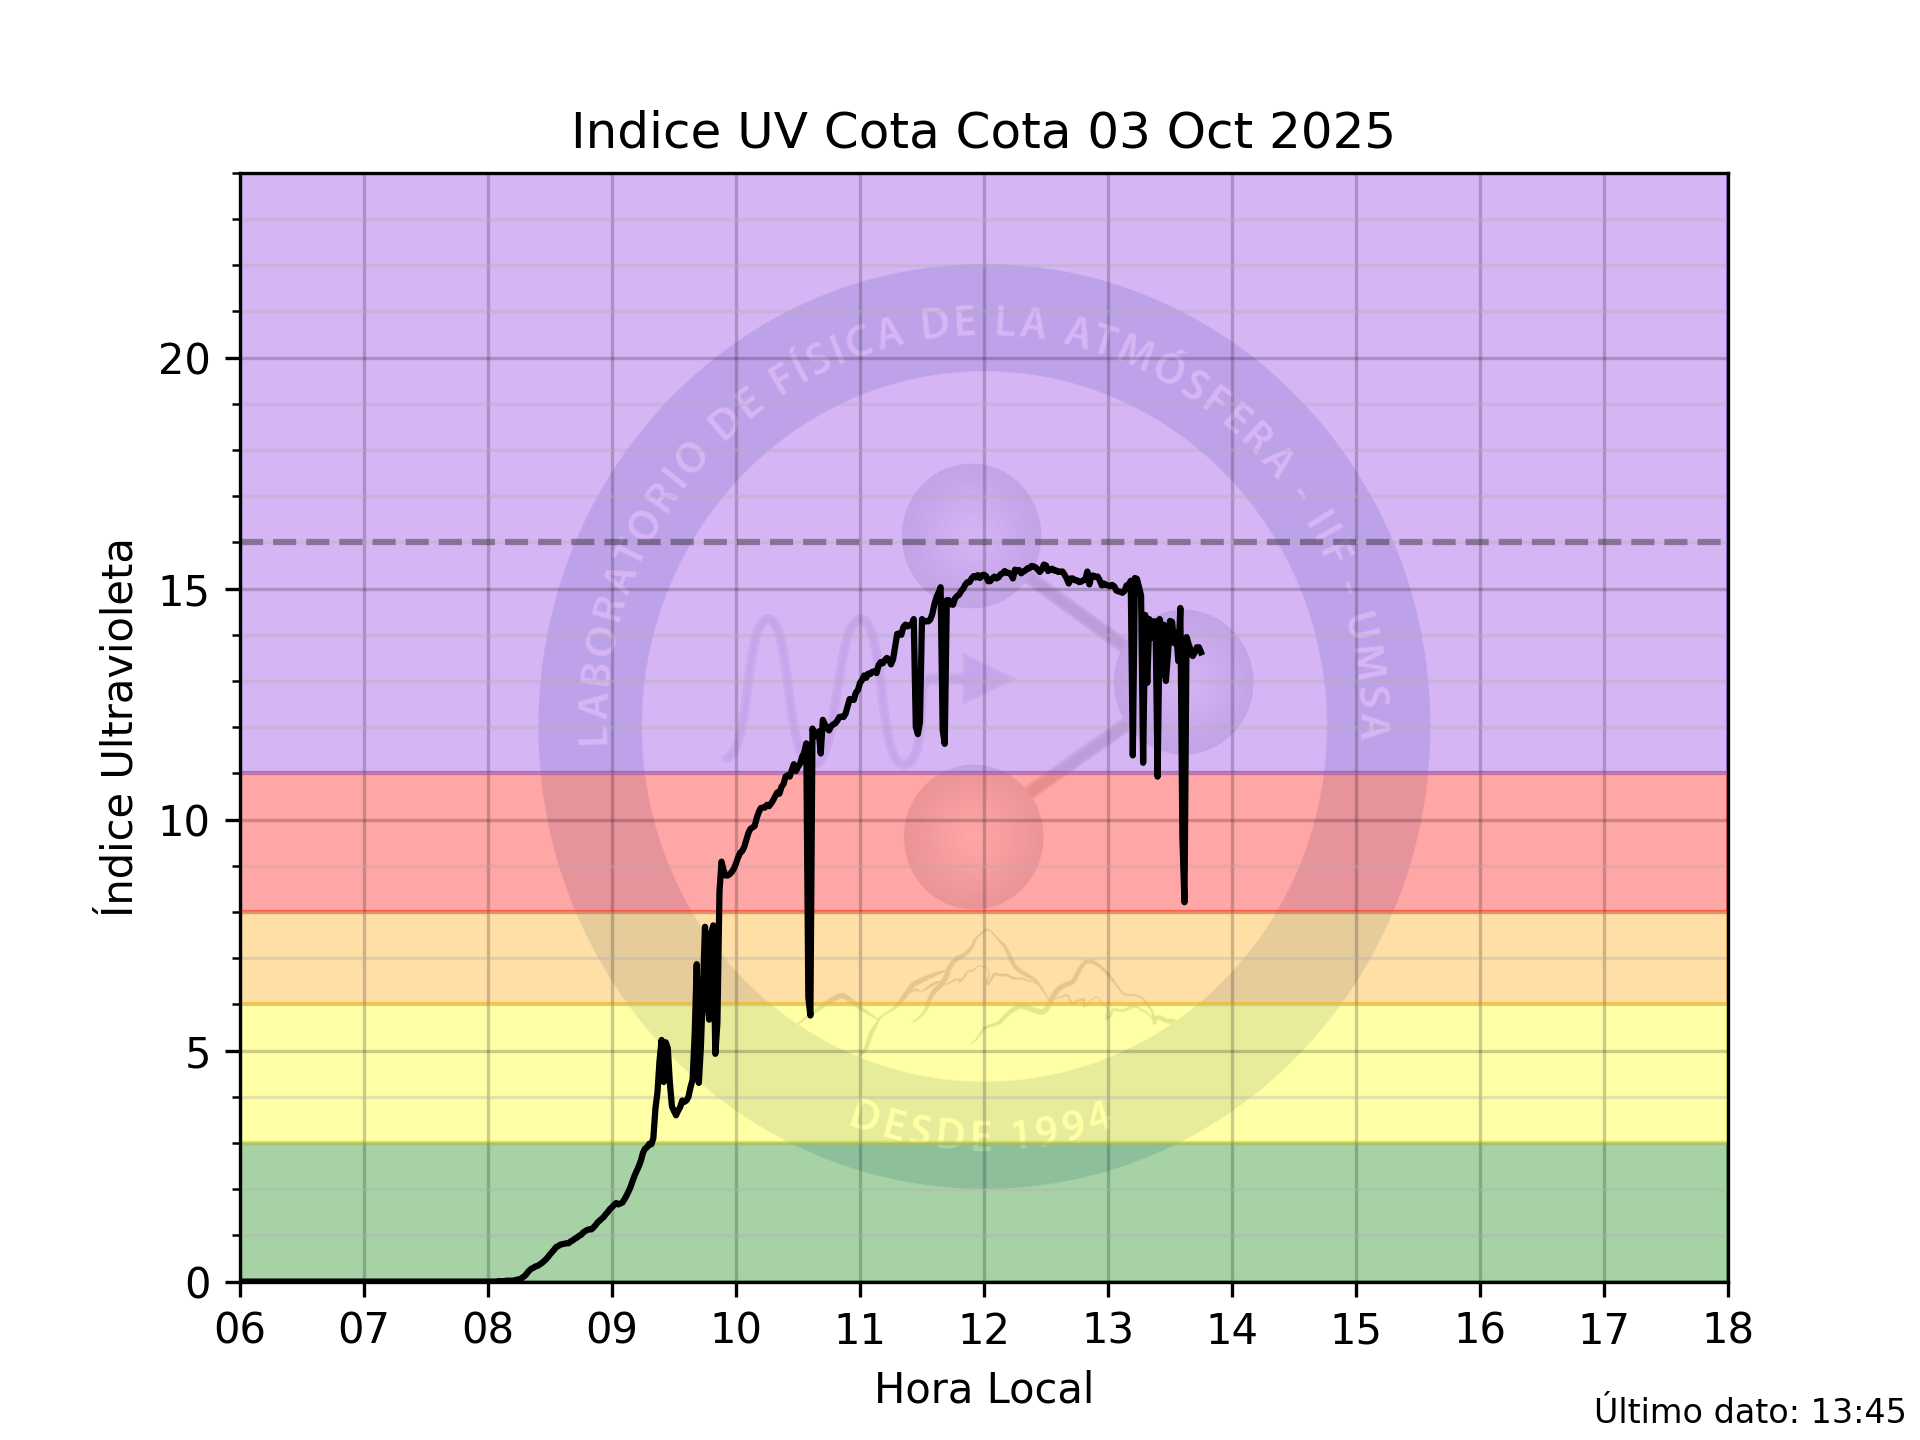 Indice UV Cota Cota 03 Oct 2025
LABORATORIO DE FÍSICA DE LA ATMÓSFERA - IIF - UMSA
DESDE 1994
Índice Ultravioleta
20
15
10
5
0
06 07 08 09 10 11 12 13 14 15 16 17 18
Hora Local
Último dato: 13:45